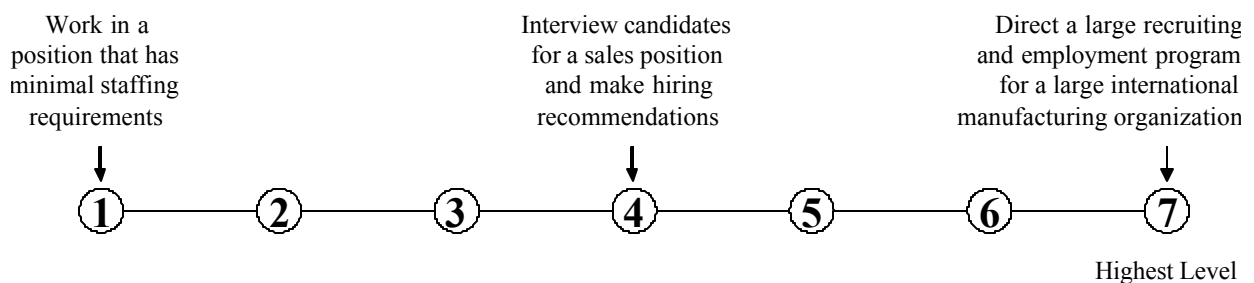 Work in a
position that has
minimal staffing
requirements
Interview candidates
for a sales position
and make hiring
recommendations
Direct a large recruiting
and employment program
for a large international
manufacturing organization
1 2 3 4 5 6 7
Highest Level